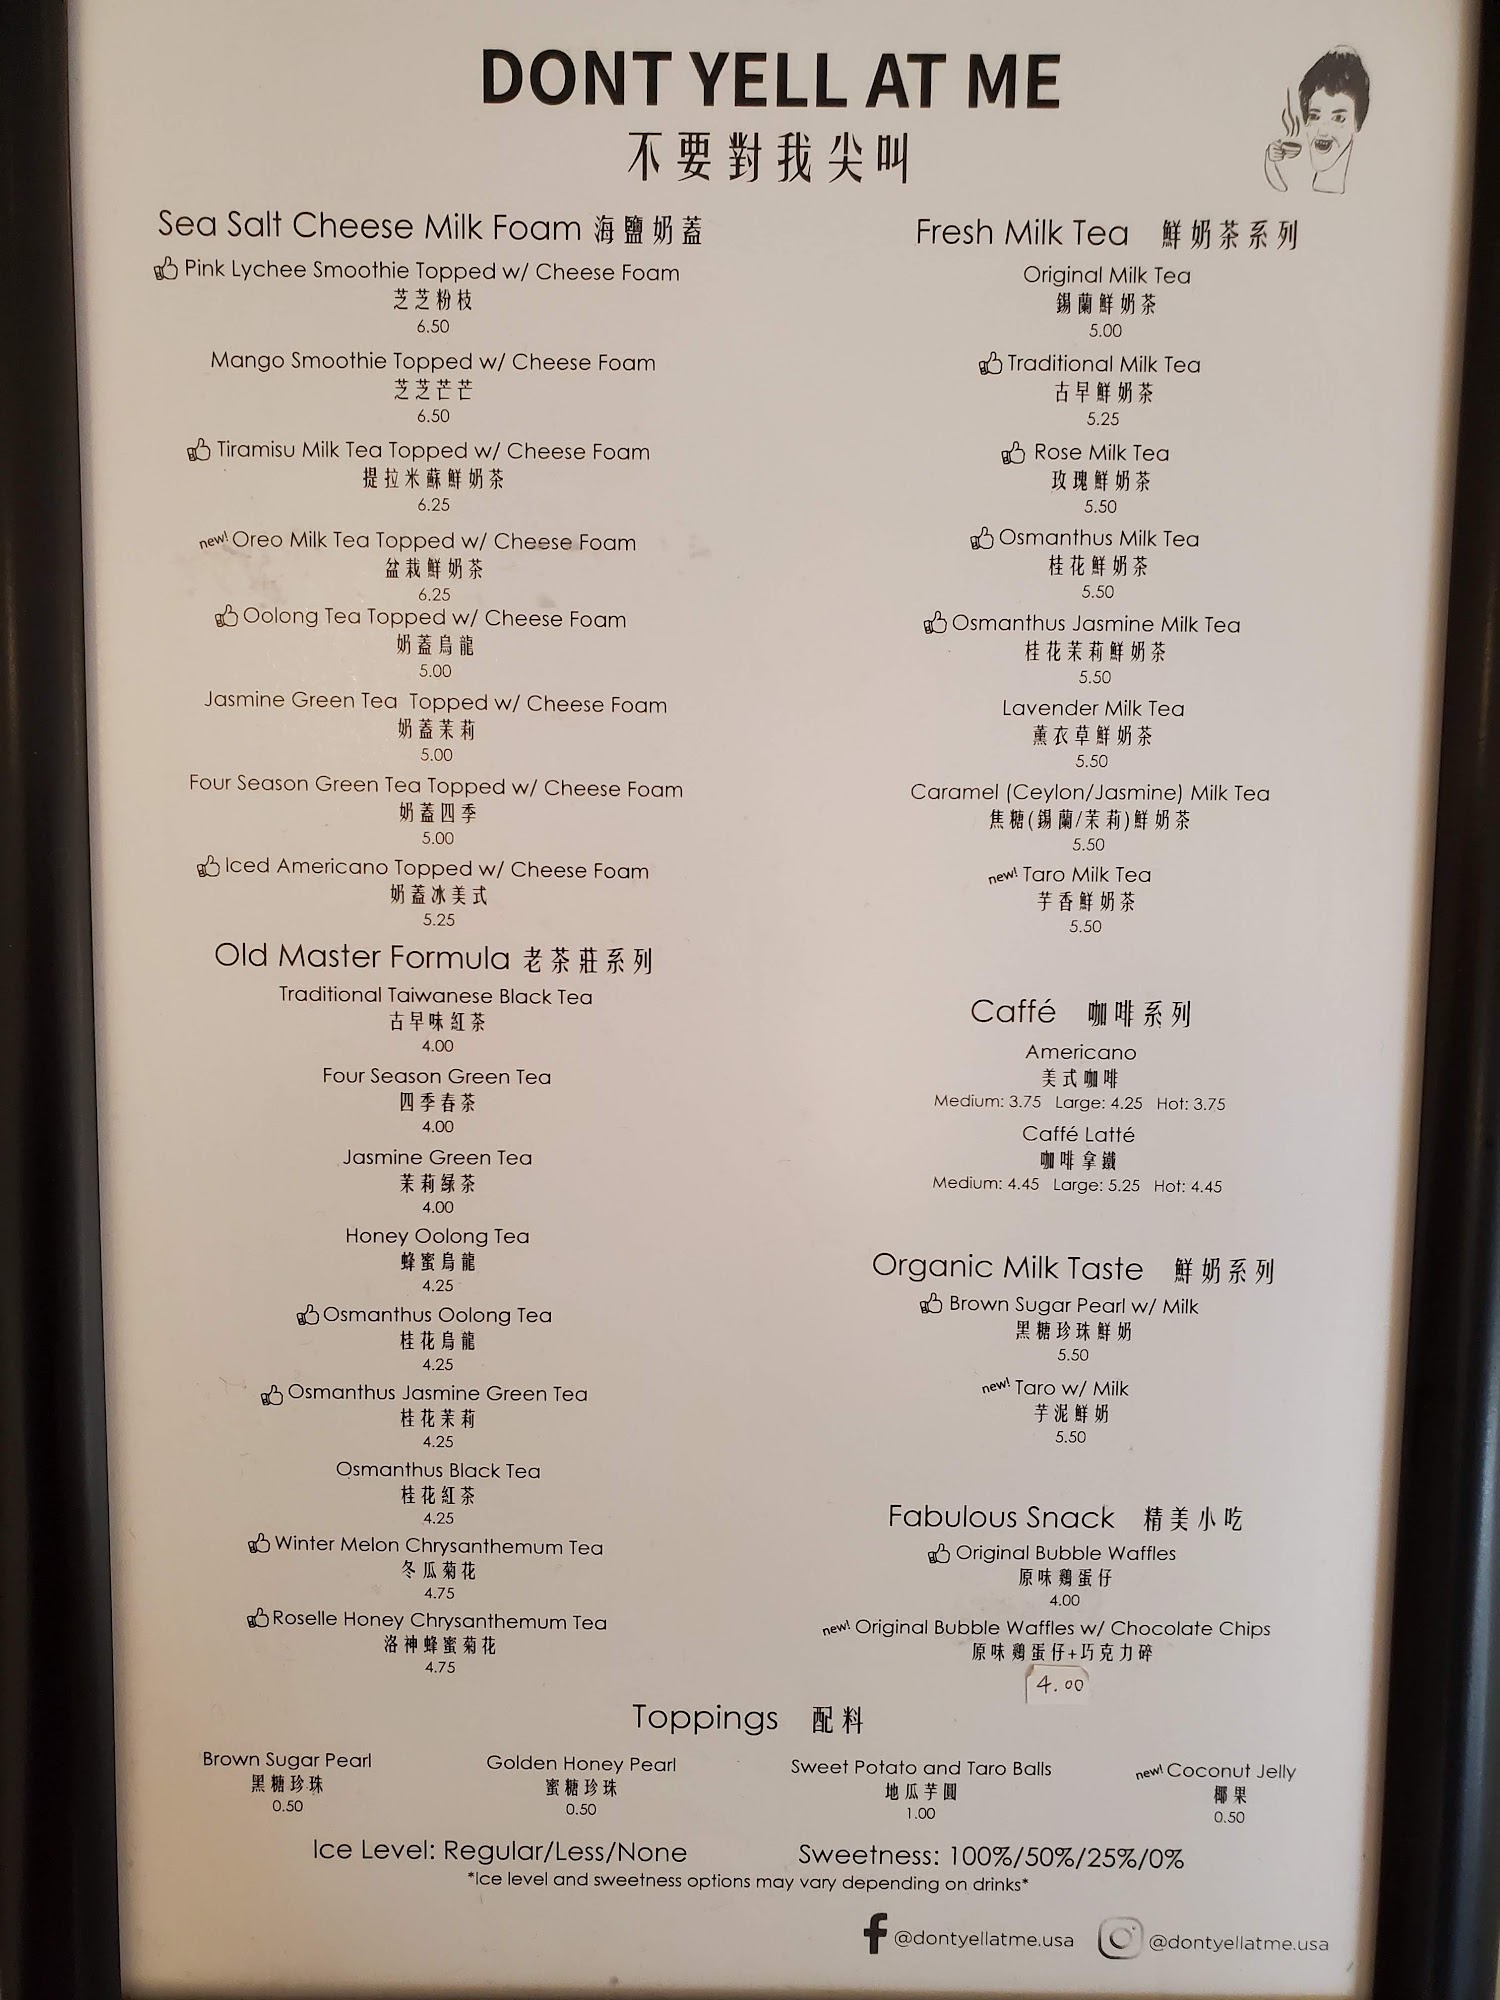 DONT YELL AT ME
不要對我尖叫
Sea Salt Cheese Milk Foam 海鹽奶蓋
Pink Lychee Smoothie Topped w/ Cheese Foam
芝芝粉枝
6.50
Mango Smoothie Topped w/ Cheese Foam
芝芝芒芒
6.50
Tiramisu Milk Tea Topped w/ Cheese Foam
提拉米蘇鮮奶茶
6.25
new! Oreo Milk Tea Topped w/ Cheese Foam
盆栽鮮奶茶
6.25
Oolong Tea Topped w/ Cheese Foam
奶蓋烏龍
5.00
Jasmine Green Tea Topped w/ Cheese Foam
奶蓋茉莉
5.00
Four Season Green Tea Topped w/ Cheese Foam
奶蓋四季
5.00
Iced Americano Topped w/ Cheese Foam
奶蓋冰美式
5.25
Old Master Formula 老茶莊系列
Traditional Taiwanese Black Tea
古早味紅茶
4.00
Four Season Green Tea
四季春茶
4.00
Jasmine Green Tea
茉莉绿茶
4.00
Honey Oolong Tea
蜂蜜烏龍
4.25
Osmanthus Oolong Tea
桂花烏龍
4.25
Osmanthus Jasmine Green Tea
桂花茉莉
4.25
Osmanthus Black Tea
桂花紅茶
4.25
Winter Melon Chrysanthemum Tea
冬瓜菊花
4.75
Roselle Honey Chrysanthemum Tea
洛神蜂蜜菊花
4.75
Fresh Milk Tea 鮮奶茶系列
Original Milk Tea
錫蘭鮮奶茶
5.00
Traditional Milk Tea
古早鮮奶茶
5.25
Rose Milk Tea
玫瑰鮮奶茶
5.50
Osmanthus Milk Tea
桂花鮮奶茶
5.50
Osmanthus Jasmine Milk Tea
桂花茉莉鮮奶茶
5.50
Lavender Milk Tea
薰衣草鮮奶茶
5.50
Caramel (Ceylon/Jasmine) Milk Tea
焦糖(錫蘭/茉莉)鮮奶茶
5.50
new! Taro Milk Tea
芋香鮮奶茶
5.50
Caffé 咖啡系列
Americano
美式咖啡
Medium: 3.75 Large: 4.25 Hot: 3.75
Caffé Latté
咖啡拿鐵
Medium: 4.45 Large: 5.25 Hot: 4.45
Organic Milk Taste 鮮奶系列
Brown Sugar Pearl w/ Milk
黑糖珍珠鮮奶
5.50
new! Taro w/ Milk
芋泥鮮奶
5.50
Fabulous Snack 精美小吃
Original Bubble Waffles
原味鷄蛋仔
4.00
new! Original Bubble Waffles w/ Chocolate Chips
原味鷄蛋仔+巧克力碎
4.00
Toppings 配料
Brown Sugar Pearl
黑糖珍珠
0.50
Golden Honey Pearl
蜜糖珍珠
0.50
Sweet Potato and Taro Balls
地瓜芋圓
1.00
new! Coconut Jelly
椰果
0.50
Ice Level: Regular/Less/None
Sweetness: 100%/50%/25%/0%
*Ice level and sweetness options may vary depending on drinks*
@dontyellatme.usa
@dontyellatme.usa